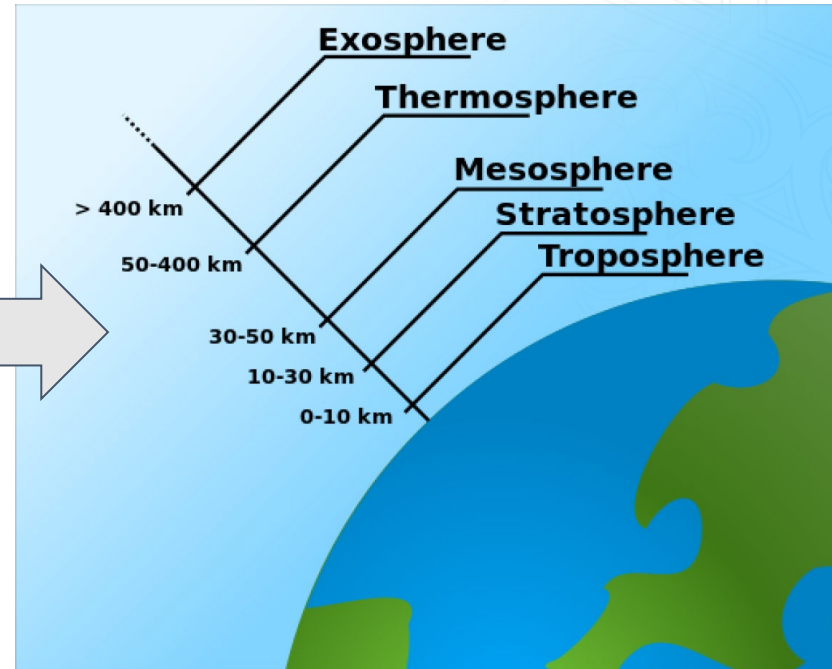 Exosphere
Thermosphere
Mesosphere
Stratosphere
Troposphere
> 400 km
50-400 km
30-50 km
10-30 km
0-10 km